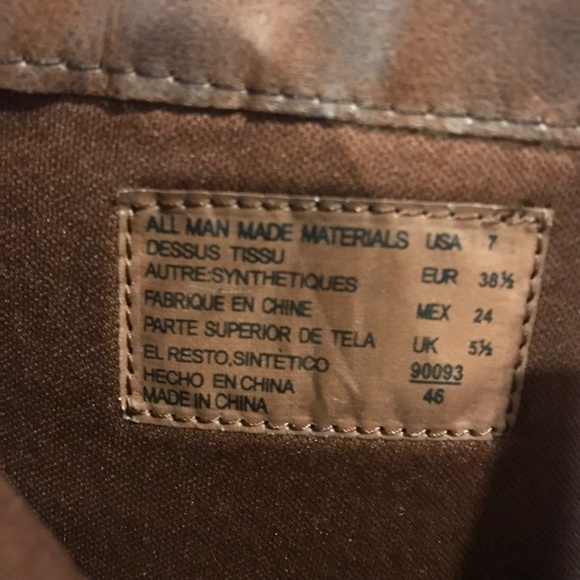 ALL MAN MADE MATERIALS USA 7
DESSUS TISSU
AUTRE:SYNTHETIQUES EUR 38½
FABRIQUE EN CHINE MEX 24
PARTE SUPERIOR DE TELA UK 5½
EL RESTO,SINTETICO 90093
HECHO EN CHINA 46
MADE IN CHINA